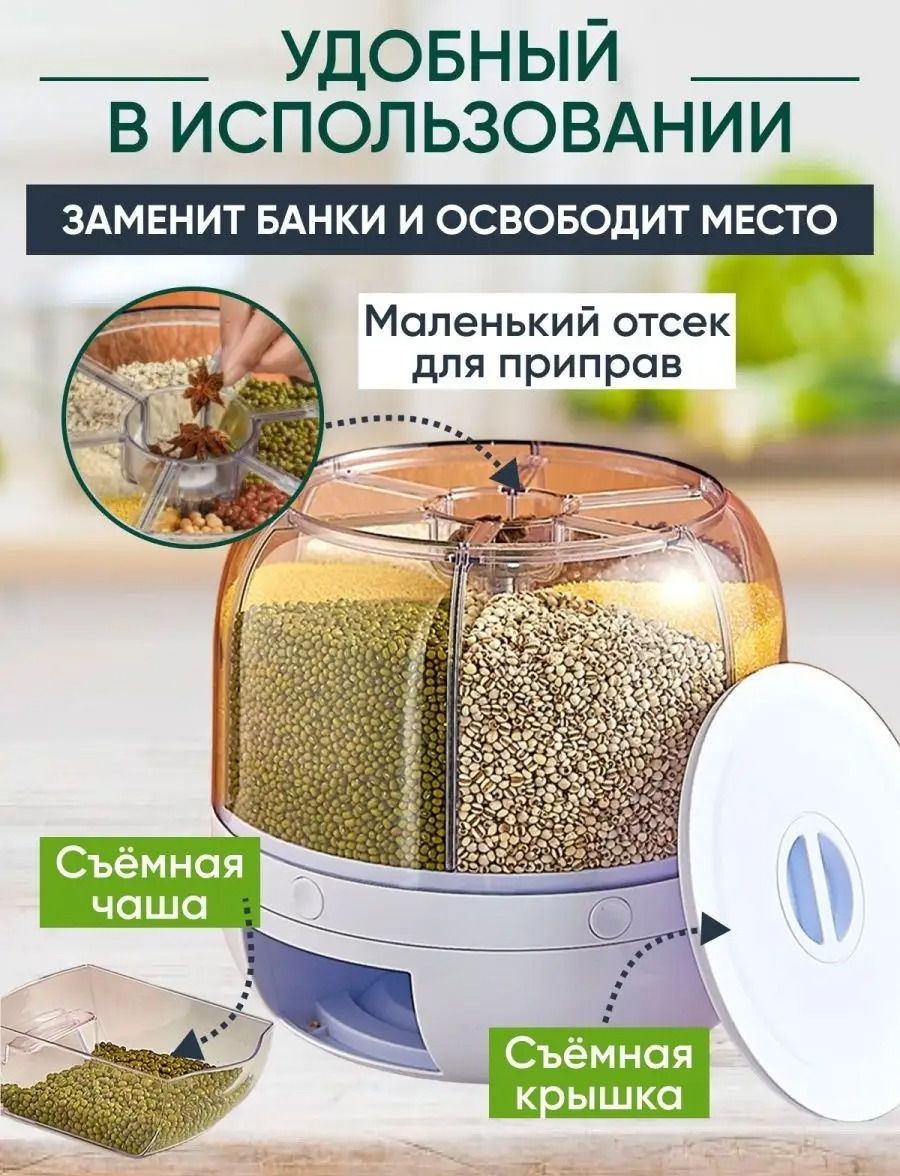 УДОБНЫЙ
В ИСПОЛЬЗОВАНИИ
ЗАМЕНИТ БАНКИ И ОСВОБОДИТ МЕСТО
Маленький отсек
для приправ
Съёмная
чаша
Съёмная
крышка